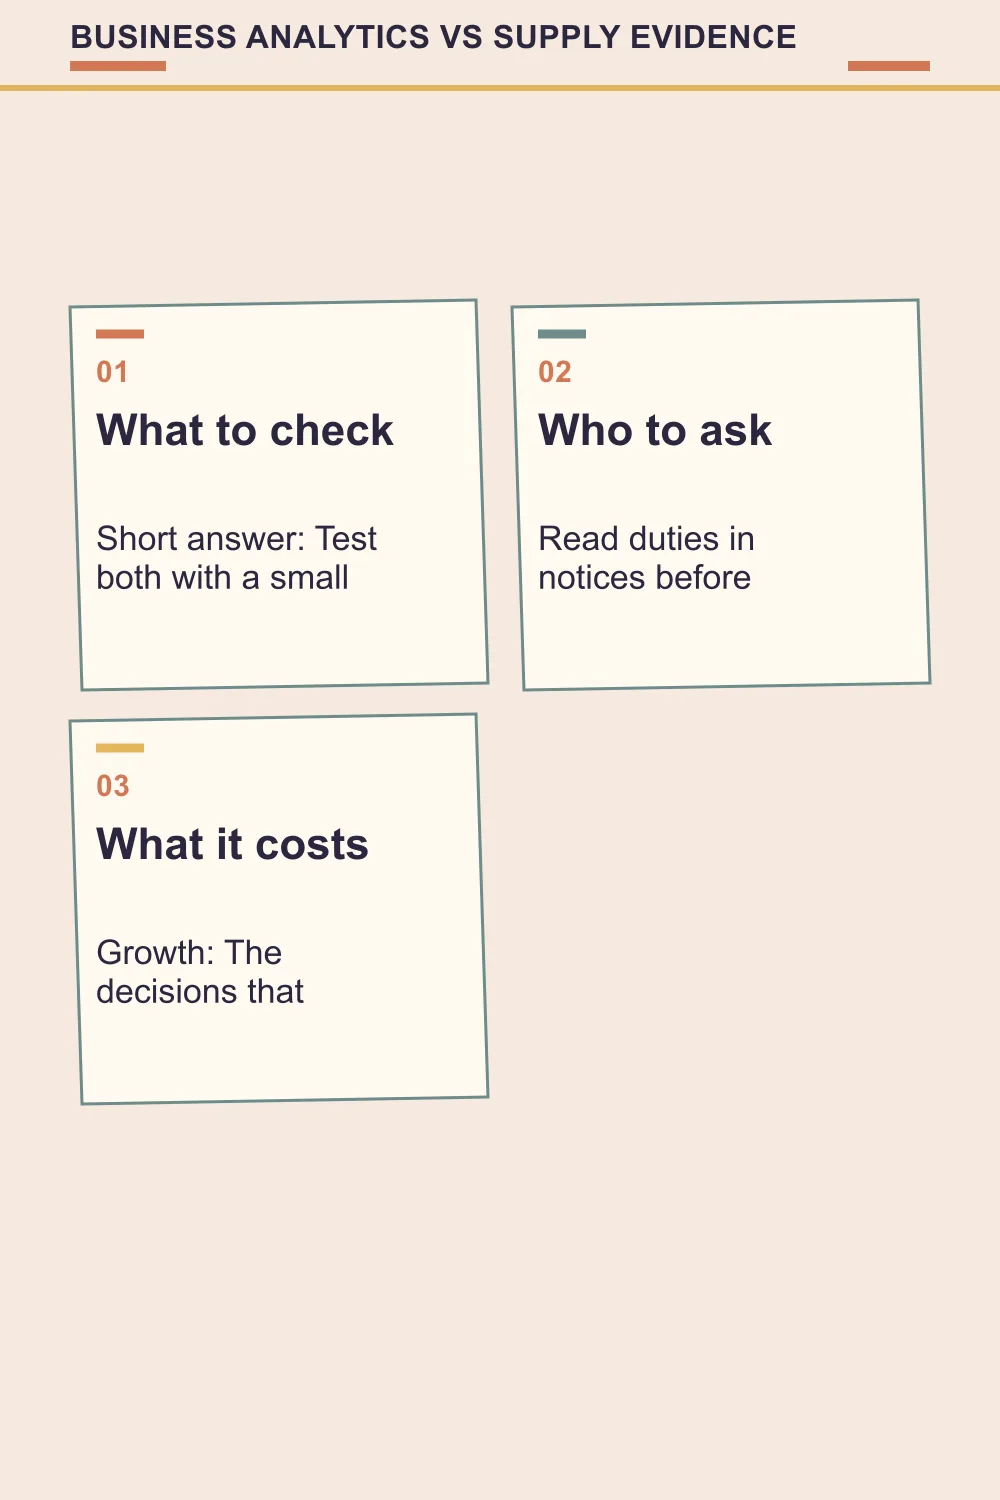 BUSINESS ANALYTICS VS SUPPLY EVIDENCE
01
What to check
Short answer: Test
both with a small
02
Who to ask
Read duties in
notices before
03
What it costs
Growth: The
decisions that